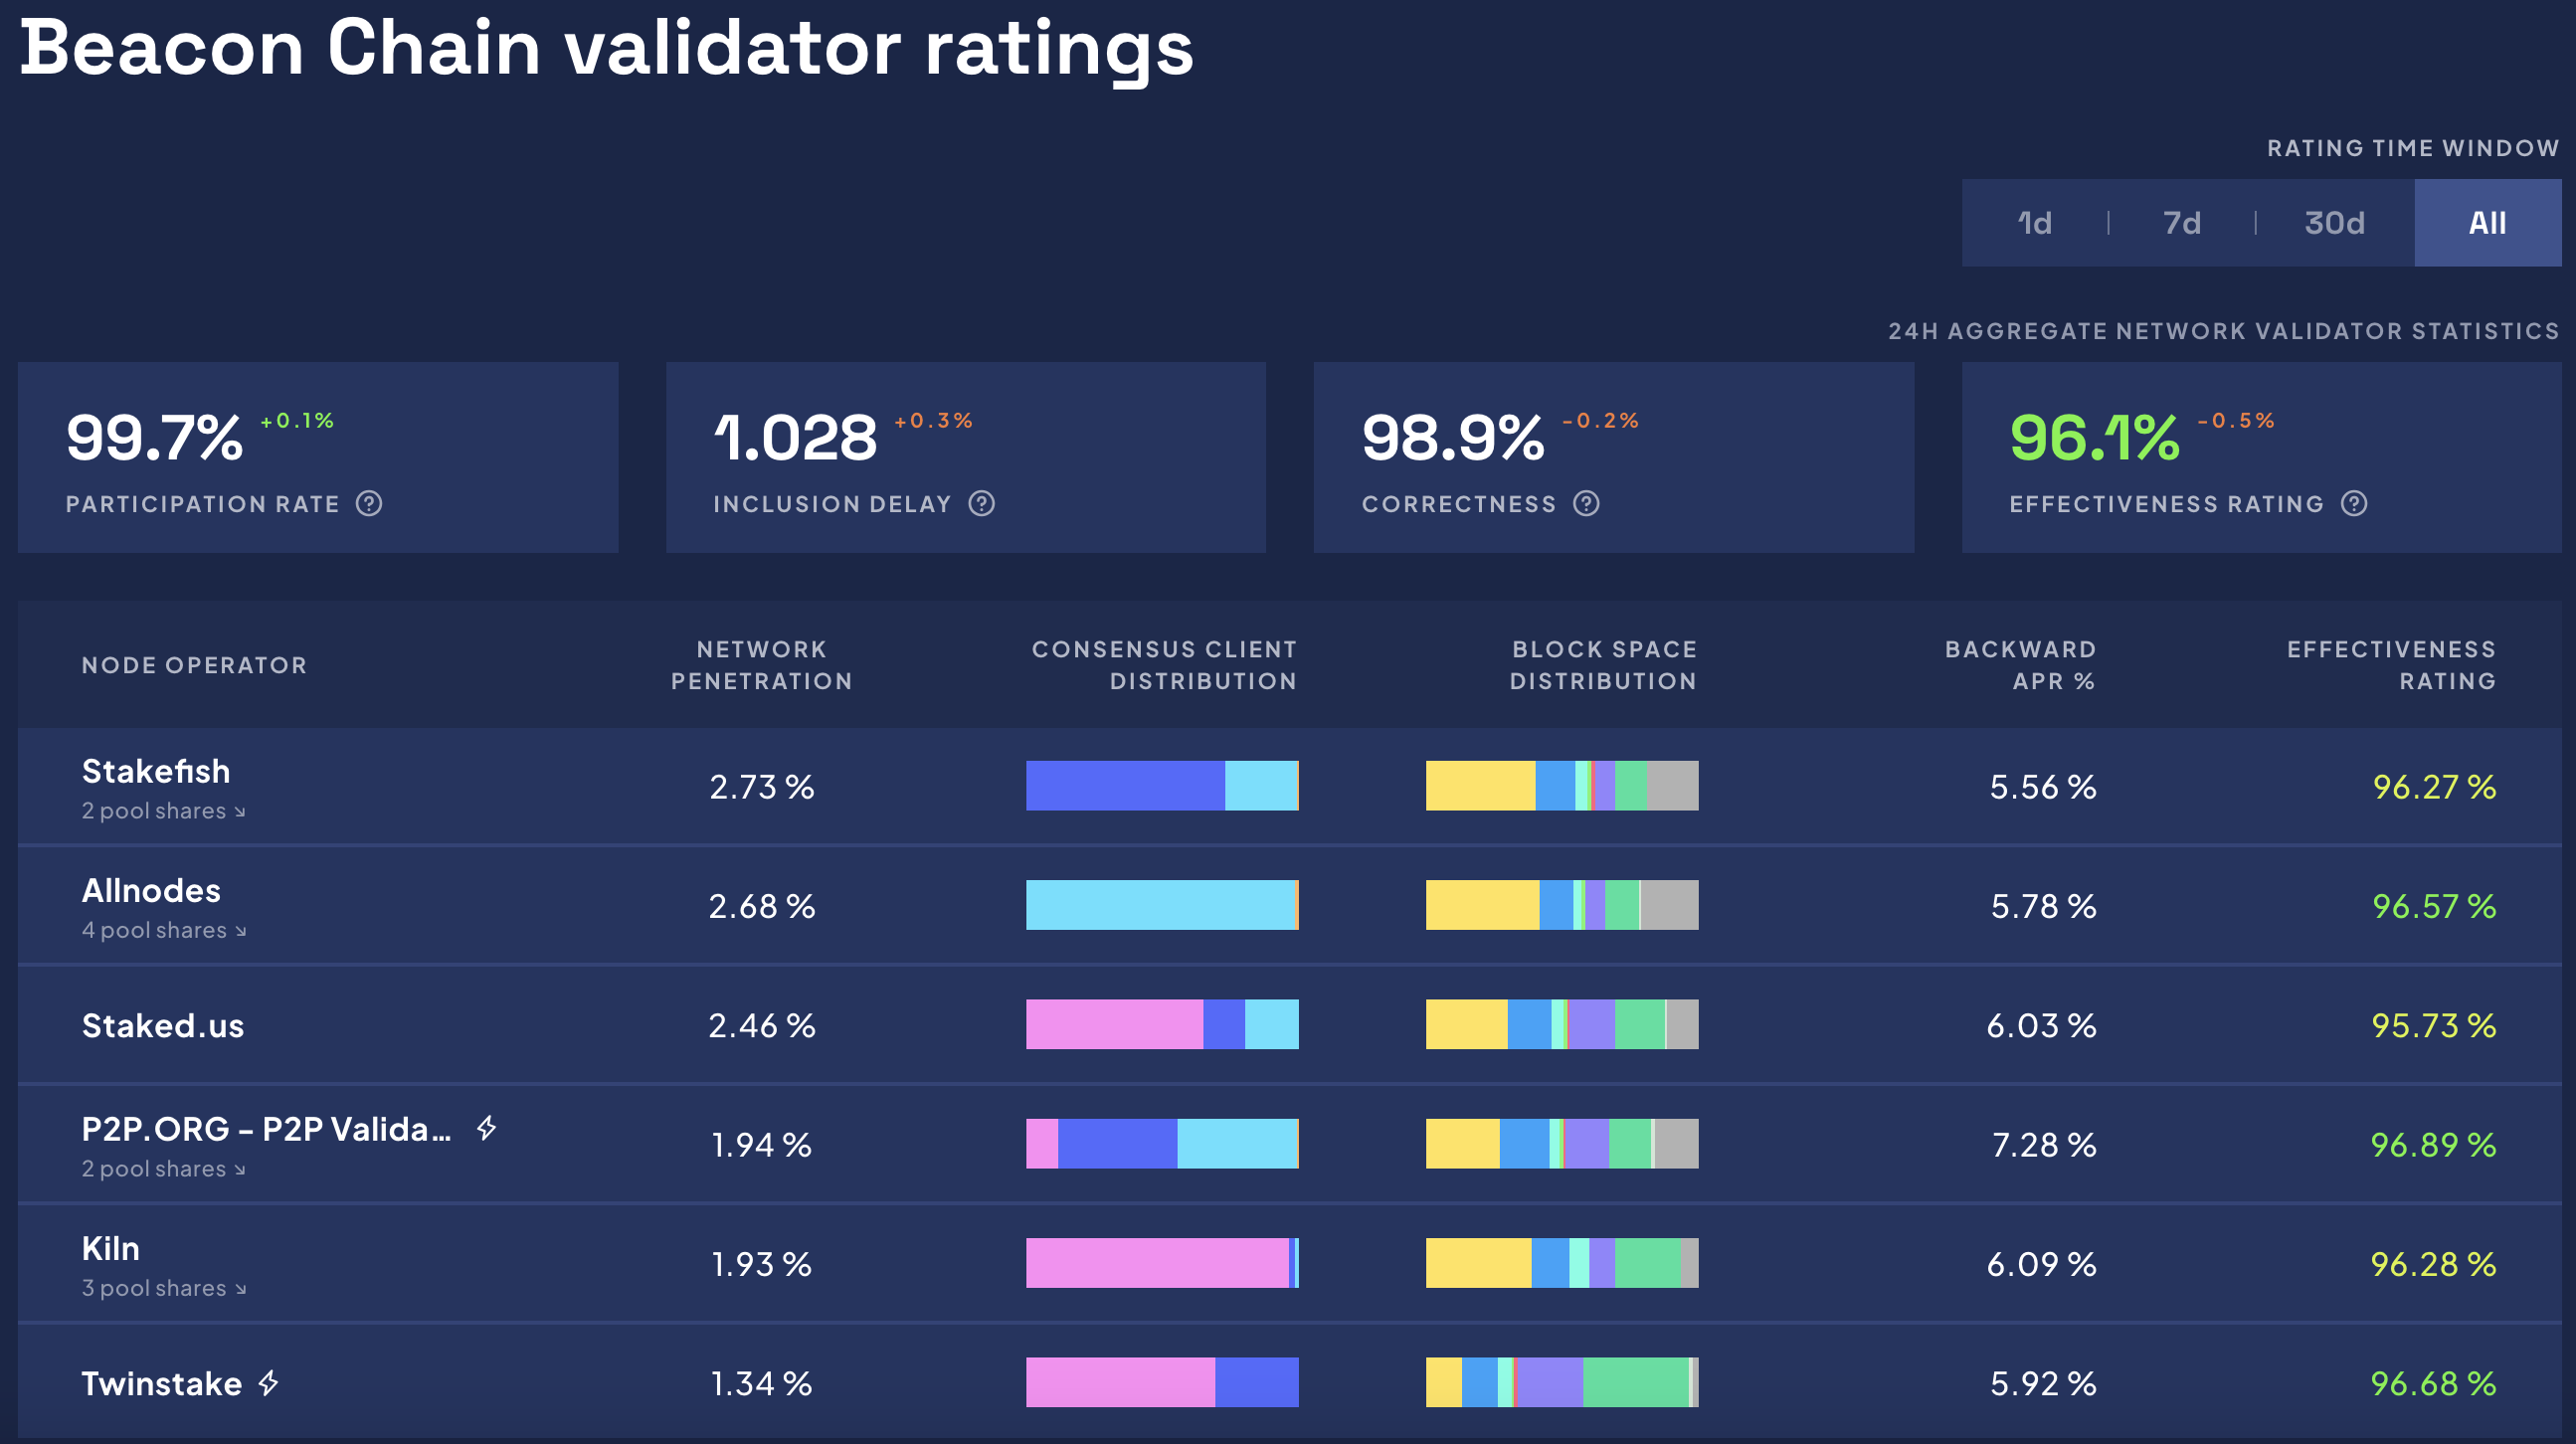 Beacon Chain validator ratings
RATING TIME WINDOW
1d | 7d | 30d All
24H AGGREGATE NETWORK VALIDATOR STATISTICS
99.7% +0.1%
PARTICIPATION RATE ?
1.028 +0.3%
INCLUSION DELAY ?
98.9% -0.2%
CORRECTNESS ?
96.1% -0.5%
EFFECTIVENESS RATING ?
NODE OPERATOR
NETWORK
PENETRATION
CONSENSUS CLIENT
DISTRIBUTION
BLOCK SPACE
DISTRIBUTION
BACKWARD
APR %
EFFECTIVENESS
RATING
Stakefish
2 pool shares ↘
2.73 % 5.56 % 96.27 %
Allnodes
4 pool shares ↘
2.68 % 5.78 % 96.57 %
Staked.us 2.46 % 6.03 % 95.73 %
P2P.ORG - P2P Valida...
2 pool shares ↘
1.94 % 7.28 % 96.89 %
Kiln
3 pool shares ↘
1.93 % 6.09 % 96.28 %
Twinstake 1.34 % 5.92 % 96.68 %